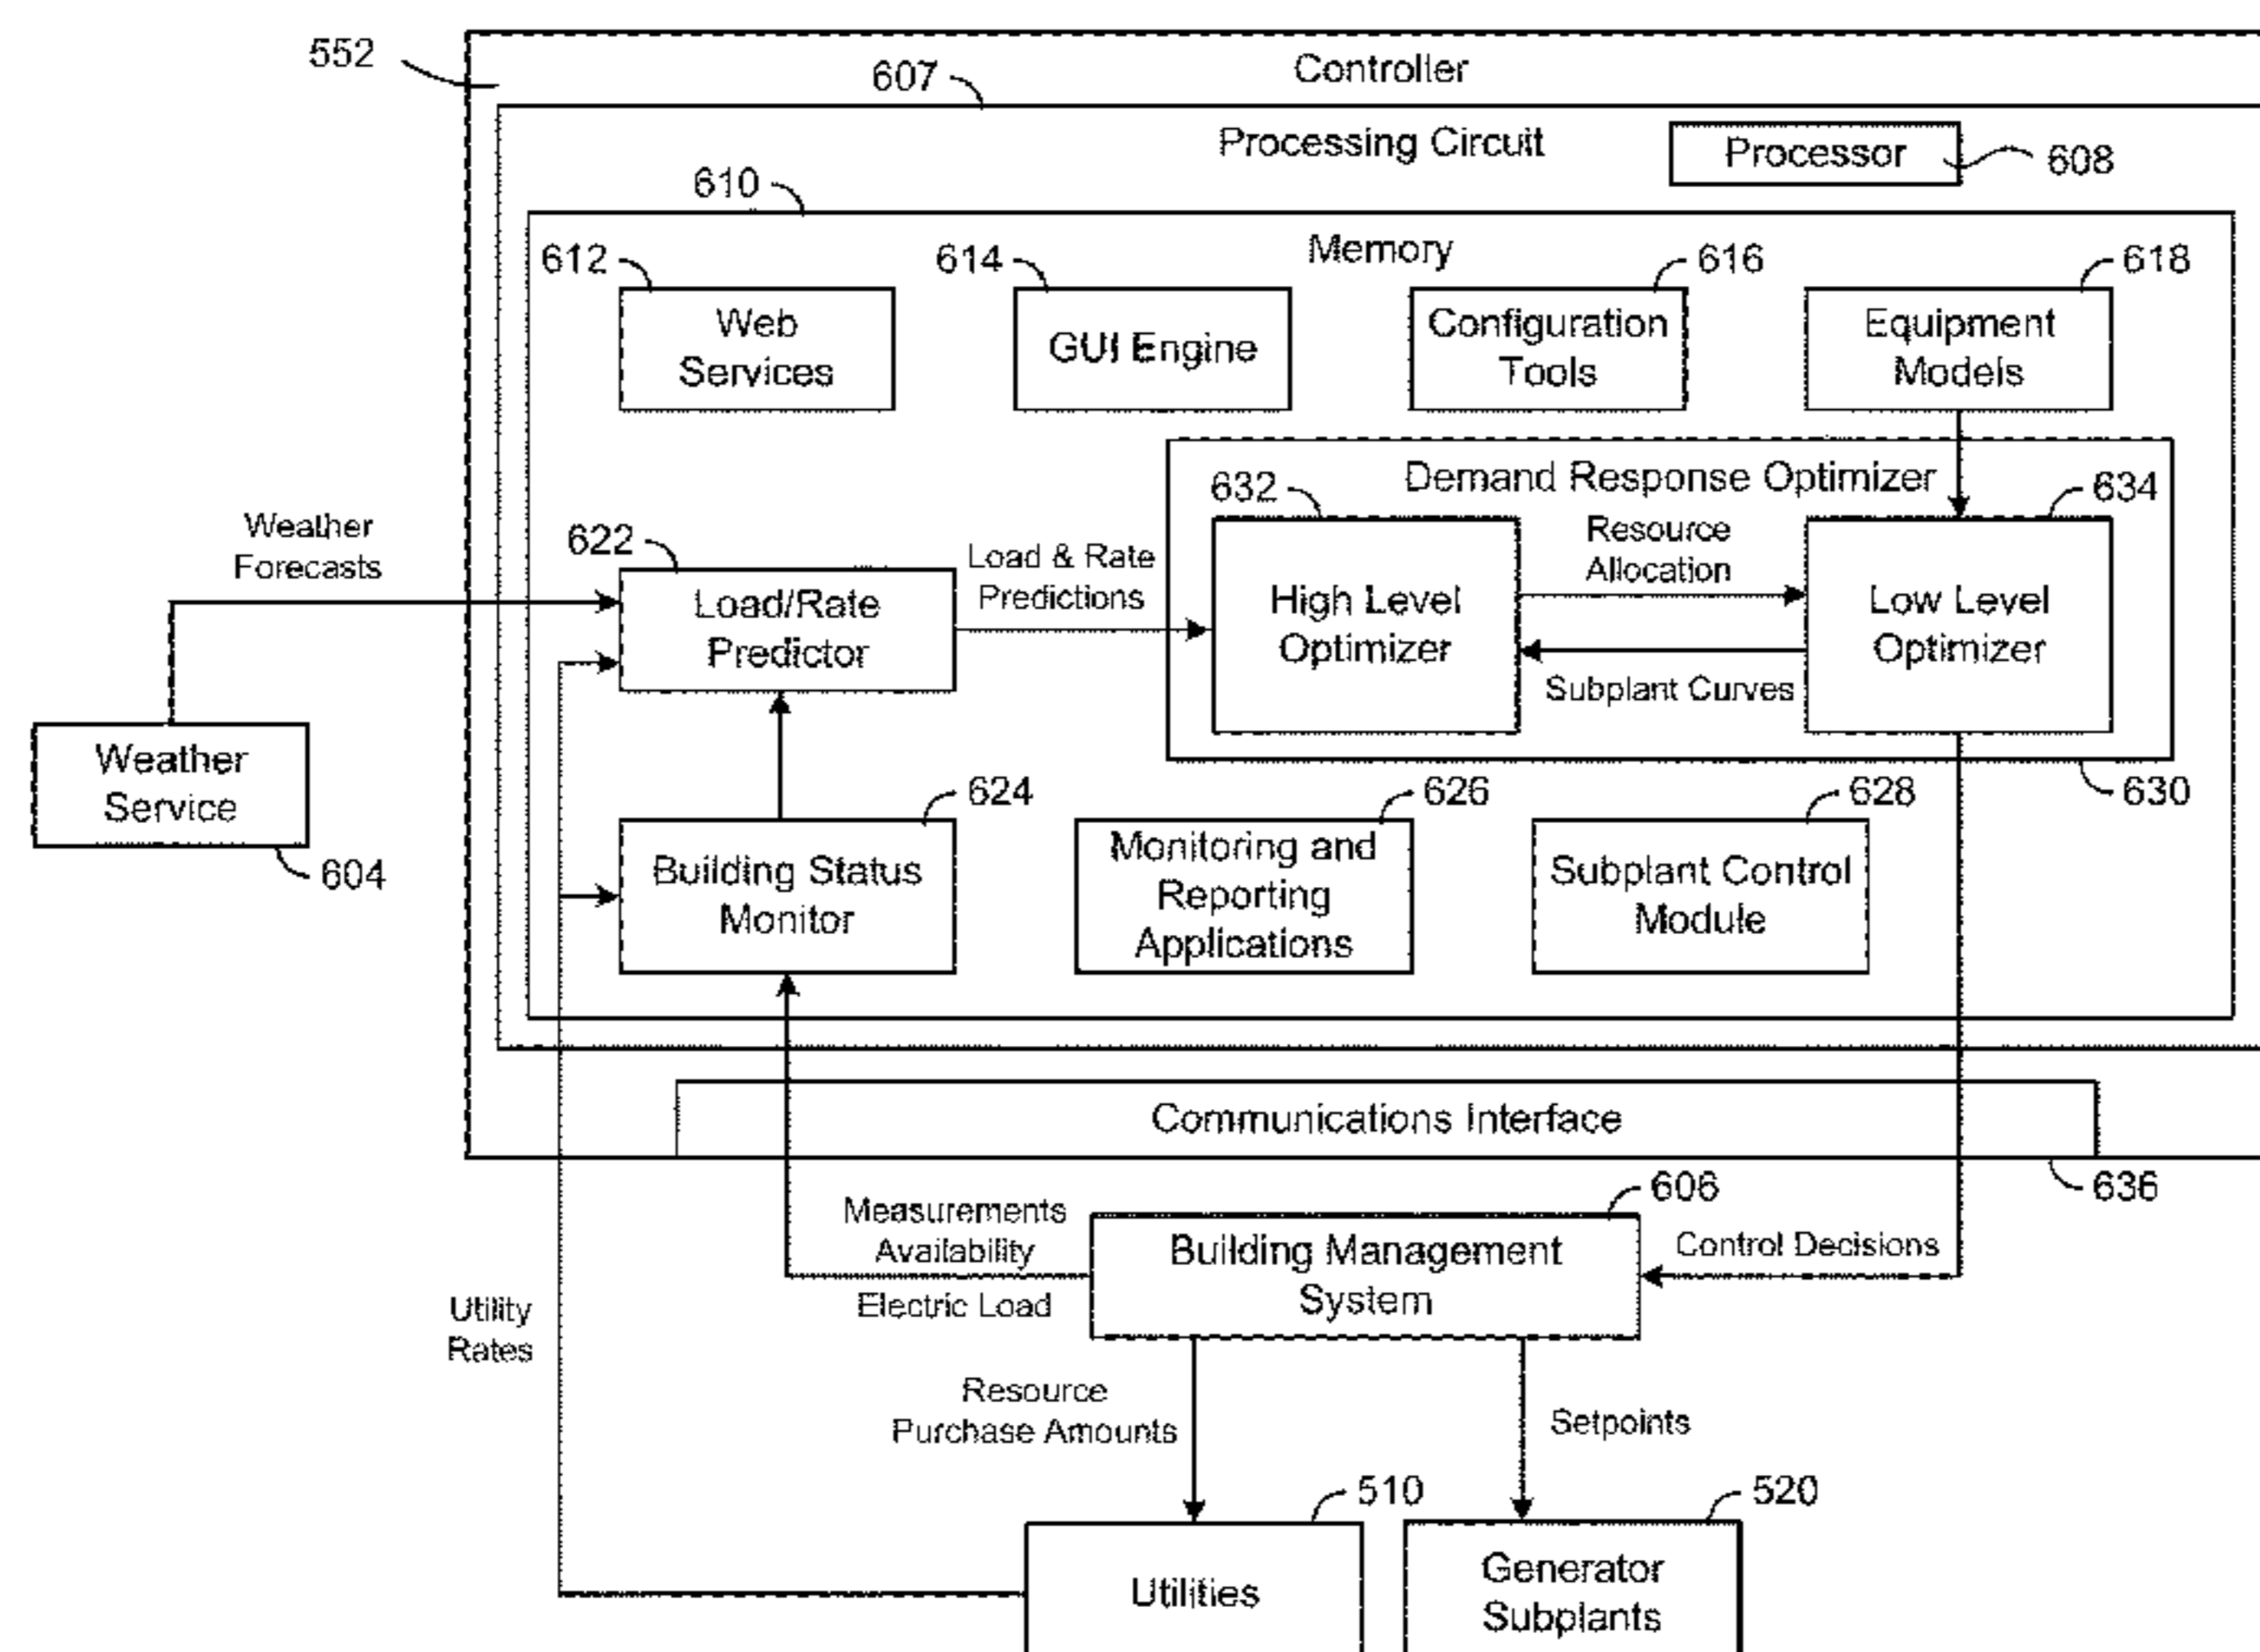 552
Controller
607
Processing Circuit
Processor
608
610
Memory
612
614
616
618
Web
Services
GUI Engine
Configuration
Tools
Equipment
Models
Demand Response Optimizer
632
634
Weather
Forecasts
622
Load & Rate
Predictions
Resource
Allocation
Load/Rate
Predictor
High Level
Optimizer
Low Level
Optimizer
Subplant Curves
Weather
Service
604
624
626
628
630
Building Status
Monitor
Monitoring and
Reporting
Applications
Subplant Control
Module
Communications Interface
636
606
Measurements
Availability
Electric Load
Building Management
System
Control Decisions
Utility
Rates
Resource
Purchase Amounts
Setpoints
510
520
Utilities
Generator
Subplants